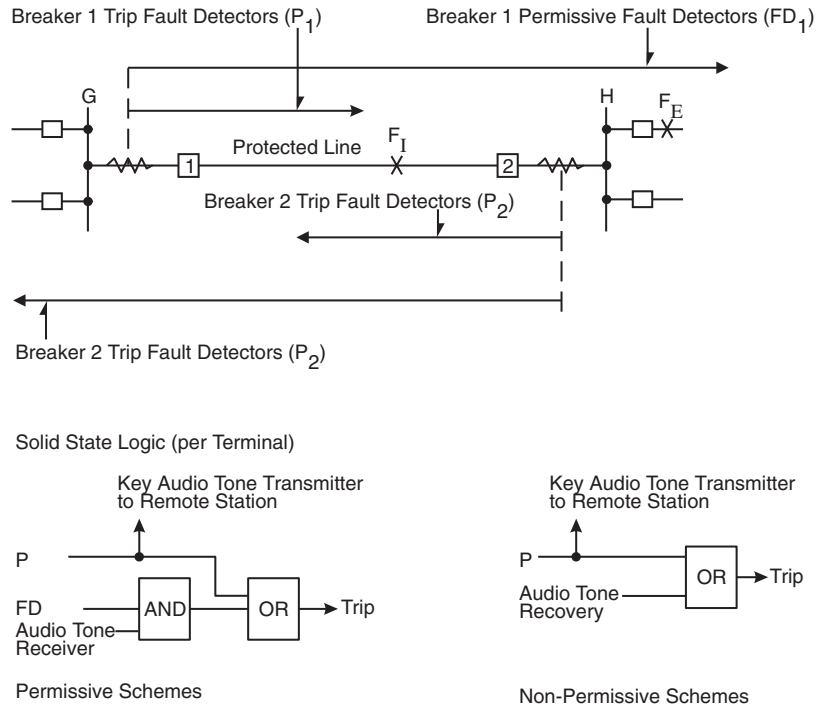 Breaker 1 Trip Fault Detectors (P1)
Breaker 1 Permissive Fault Detectors (FD1)
G
H
FE
FI
Protected Line
1
2
Breaker 2 Trip Fault Detectors (P2)
Breaker 2 Trip Fault Detectors (P2)
Solid State Logic (per Terminal)
Key Audio Tone Transmitter
to Remote Station
P
FD
Audio Tone
Receiver
AND
OR
Trip
Permissive Schemes
Key Audio Tone Transmitter
to Remote Station
P
Audio Tone
Recovery
OR
Trip
Non-Permissive Schemes